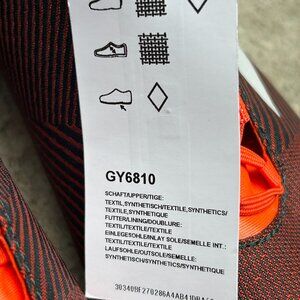 GY6810
SCHAFT/UPPER/TIGE:
TEXTIL,SYNTHETISCH/TEXTILE,SYNTHETICS/
TEXTILE,SYNTHETIQUE
FUTTER/LINING/DOUBLURE:
TEXTIL/TEXTILE/TEXTILE
EINLEGESOHLE/INLAY SOLE/SEMELLE INT.:
TEXTIL/TEXTILE/TEXTILE
LAUFSOHLE/OUTSOLE/SEMELLE:
SYNTHETISCH/SYNTHETICS/SYNTHETIQUE